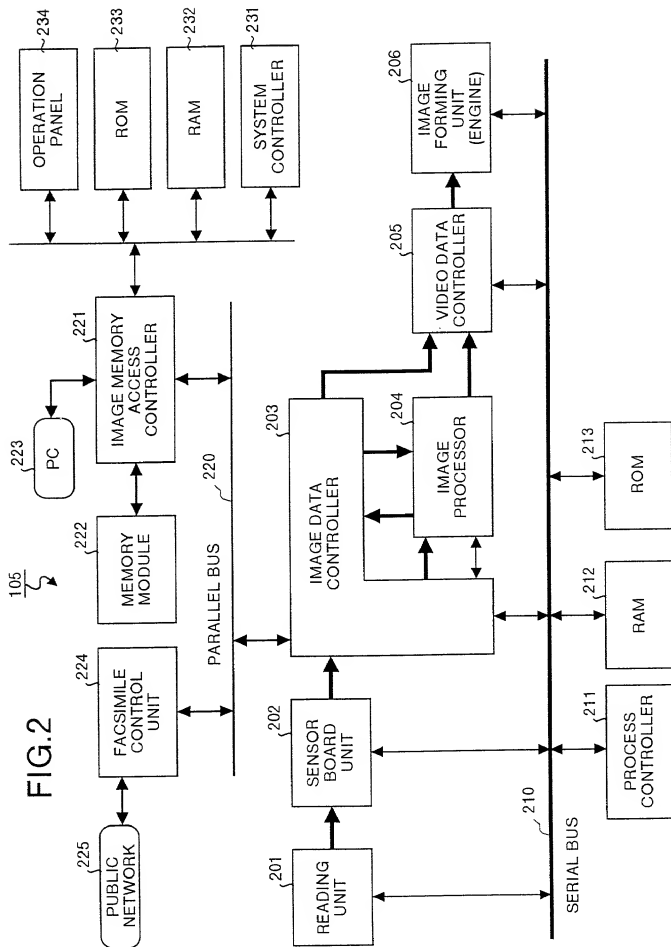 FIG.2
105
225
PUBLIC
NETWORK
224
FACSIMILE
CONTROL
UNIT
222
MEMORY
MODULE
223
PC
221
IMAGE MEMORY
ACCESS
CONTROLLER
234
OPERATION
PANEL
233
ROM
232
RAM
231
SYSTEM
CONTROLLER
PARALLEL BUS
220
201
READING
UNIT
202
SENSOR
BOARD
UNIT
203
IMAGE DATA
CONTROLLER
204
IMAGE
PROCESSOR
205
VIDEO DATA
CONTROLLER
206
IMAGE
FORMING
UNIT
(ENGINE)
SERIAL BUS
210
211
PROCESS
CONTROLLER
212
RAM
213
ROM